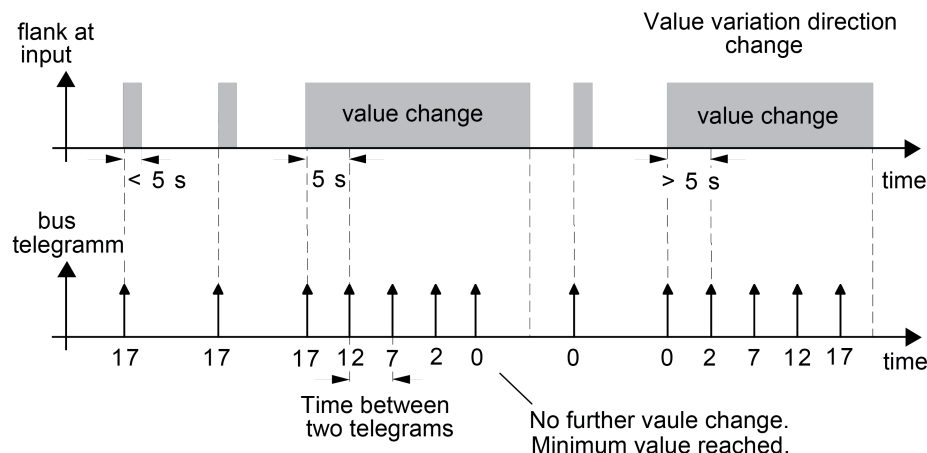 flank at
input
Value variation direction
change
value change
value change
< 5 s
5 s
> 5 s
time
bus
telegramm
17 17 17 12 7 2 0 0 0 2 7 12 17
time
Time between
two telegrams
No further vaule change.
Minimum value reached.